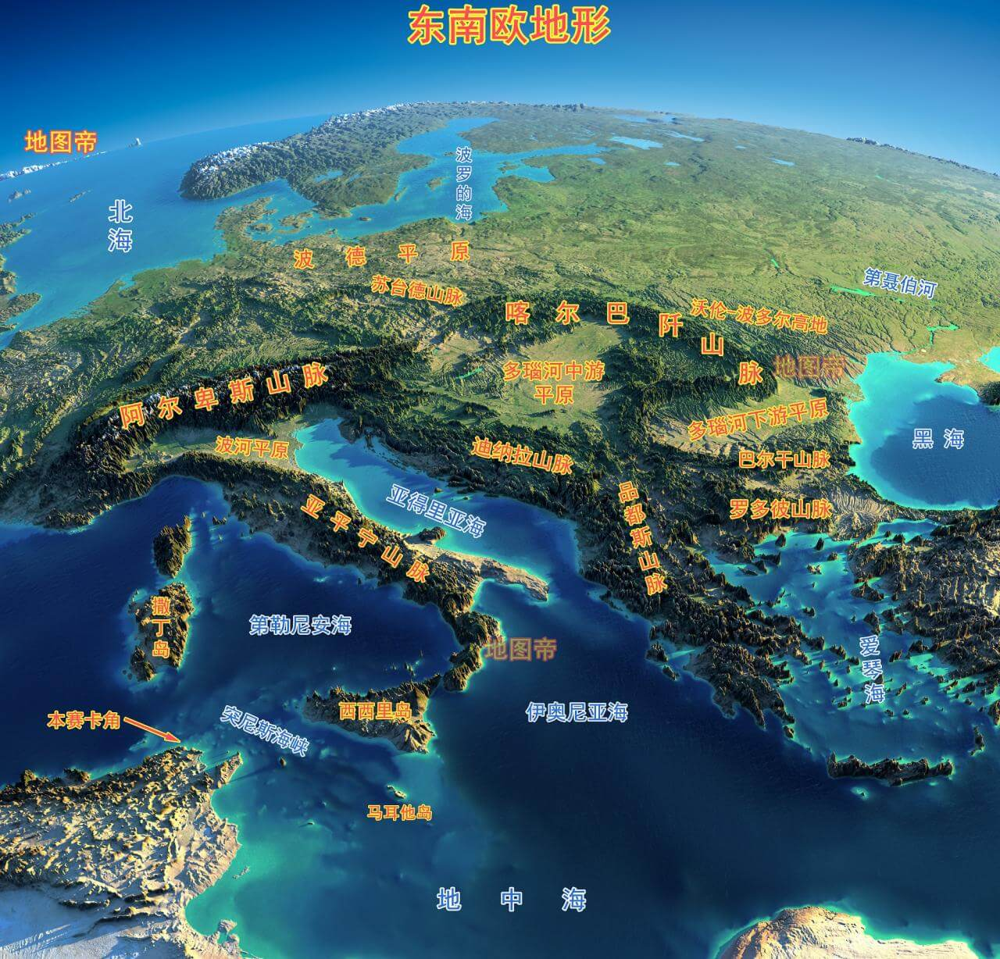 东南欧地形
地图帝
波罗的海
北海
波德平原
苏台德山脉
第聂伯河
喀尔巴阡山脉
沃伦-波多尔高地
地图帝
多瑙河中游
平原
阿尔卑斯山脉
多瑙河下游平原
黑海
波河平原
迪纳拉山脉
巴尔干山脉
亚平宁山脉
亚得里亚海
品都斯山脉
罗多彼山脉
撒丁岛
第勒尼安海
地图帝
爱琴海
本赛卡角
突尼斯海峡
西西里岛
伊奥尼亚海
马耳他岛
地中海